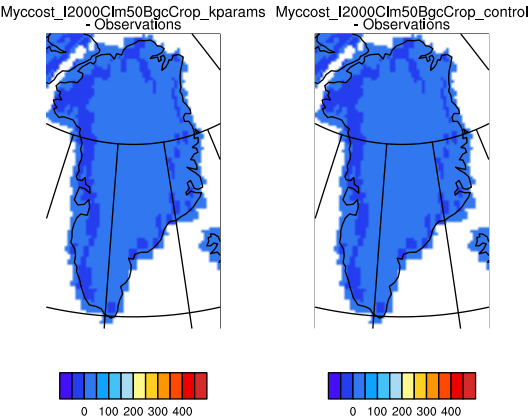 Myccost_I2000Clm50BgcCrop_kparams
- Observations
Myccost_I2000Clm50BgcCrop_control
- Observations
0 100 200 300 400
0 100 200 300 400